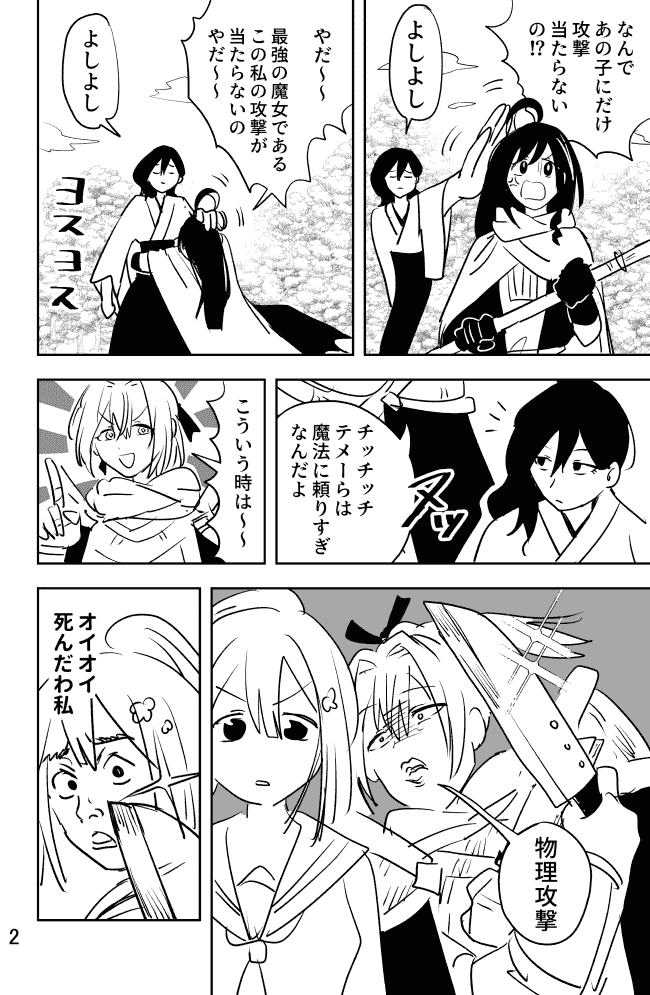 なんで
あの子にだけ
攻撃
当たらない
の!?
よしよし
やだ〜〜
最強の魔女である
この私の攻撃が
当たらないの
やだ〜〜
よしよし
ヨスヨス
ヌッ
チッチッチ
テメーらは
魔法に頼りすぎ
なんだよ
こういう時は〜〜
物理攻撃
オイオイ
死んだわ私
2